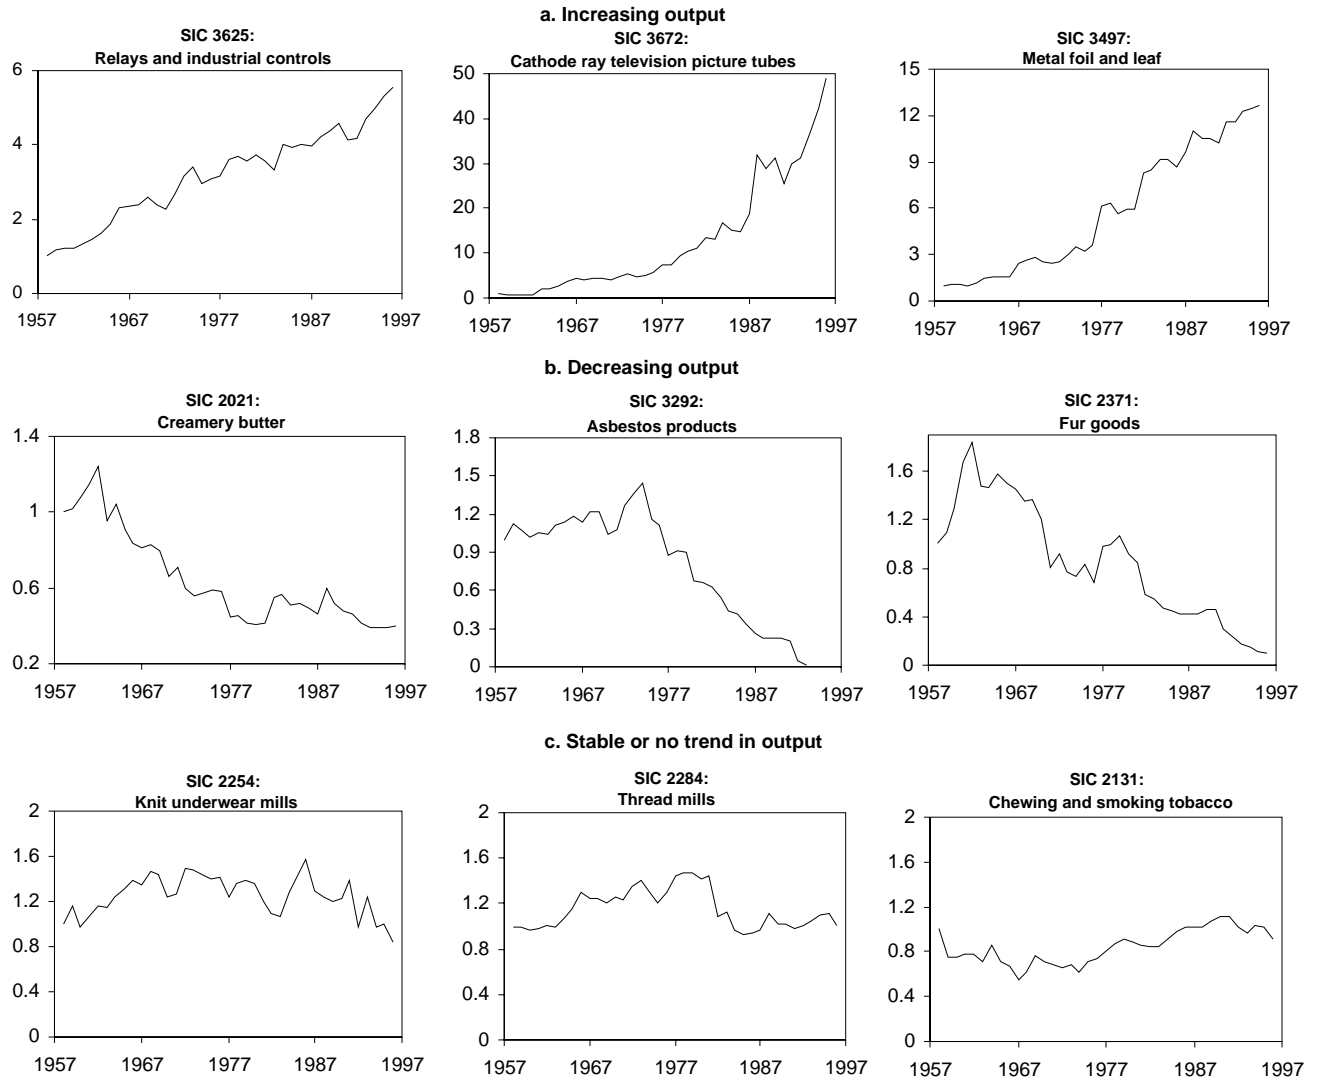 a. Increasing output
SIC 3625:
Relays and industrial controls
6
4
2
0
1957 1967 1977 1987 1997
SIC 3672:
Cathode ray television picture tubes
50
40
30
20
10
0
1957 1967 1977 1987 1997
SIC 3497:
Metal foil and leaf
15
12
9
6
3
0
1957 1967 1977 1987 1997
b. Decreasing output
SIC 2021:
Creamery butter
1.4
1
0.6
0.2
1957 1967 1977 1987 1997
SIC 3292:
Asbestos products
1.8
1.5
1.2
0.9
0.6
0.3
0
1957 1967 1977 1987 1997
SIC 2371:
Fur goods
1.6
1.2
0.8
0.4
0
1957 1967 1977 1987 1997
c. Stable or no trend in output
SIC 2254:
Knit underwear mills
2
1.6
1.2
0.8
0.4
0
1957 1967 1977 1987 1997
SIC 2284:
Thread mills
2
1.6
1.2
0.8
0.4
0
1957 1967 1977 1987 1997
SIC 2131:
Chewing and smoking tobacco
2
1.6
1.2
0.8
0.4
0
1957 1967 1977 1987 1997